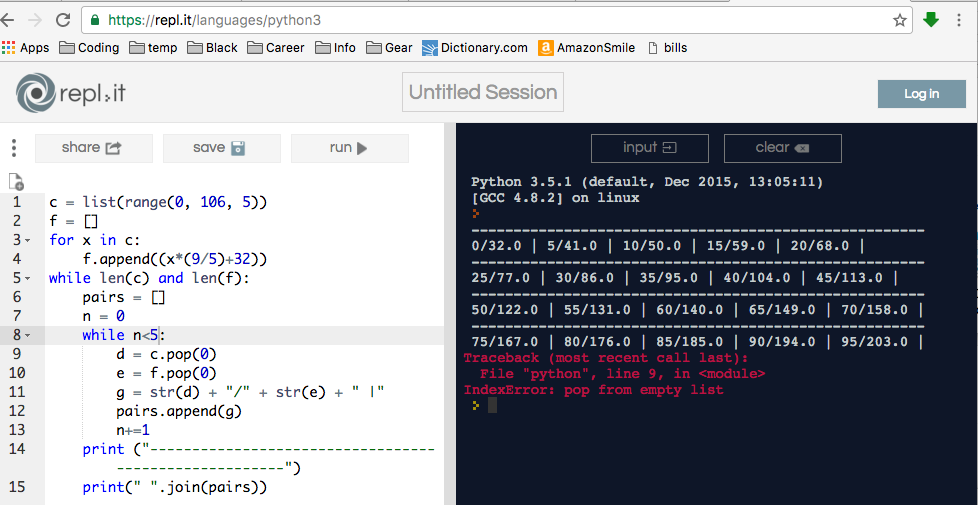 https://repl.it/languages/python3
Apps Coding temp Black Career Info Gear Dictionary.com AmazonSmile bills
repl.it Untitled Session Log in
share save run
1 c = list(range(0, 106, 5))
2 f = []
3 for x in c:
4 f.append((x*(9/5)+32))
5 while len(c) and len(f):
6 pairs = []
7 n = 0
8 while n<5:
9 d = c.pop(0)
10 e = f.pop(0)
11 g = str(d) + "/" + str(e) + " |"
12 pairs.append(g)
13 n+=1
14 print ("----------------------------------
--------------------")
15 print(" ".join(pairs))
input clear
Python 3.5.1 (default, Dec 2015, 13:05:11)
[GCC 4.8.2] on linux
------------------------------------------------------
0/32.0 | 5/41.0 | 10/50.0 | 15/59.0 | 20/68.0 |
------------------------------------------------------
25/77.0 | 30/86.0 | 35/95.0 | 40/104.0 | 45/113.0 |
------------------------------------------------------
50/122.0 | 55/131.0 | 60/140.0 | 65/149.0 | 70/158.0 |
------------------------------------------------------
75/167.0 | 80/176.0 | 85/185.0 | 90/194.0 | 95/203.0 |
Traceback (most recent call last):
File "python", line 9, in <module>
IndexError: pop from empty list